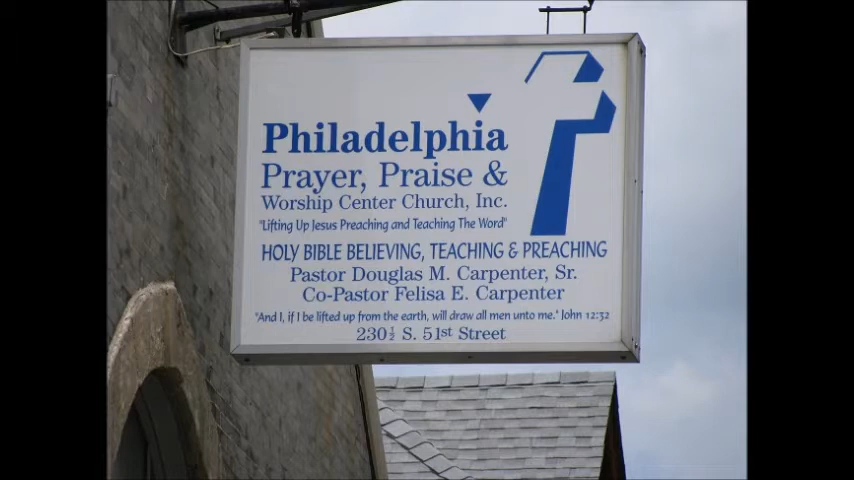 Philadelphia
Prayer, Praise &
Worship Center Church, Inc.
"Lifting Up Jesus Preaching and Teaching The Word"
HOLY BIBLE BELIEVING, TEACHING & PREACHING
Pastor Douglas M. Carpenter, Sr.
Co-Pastor Felisa E. Carpenter
"And I, if I be lifted up from the earth, will draw all men unto me." John 12:32
230½ S. 51st Street